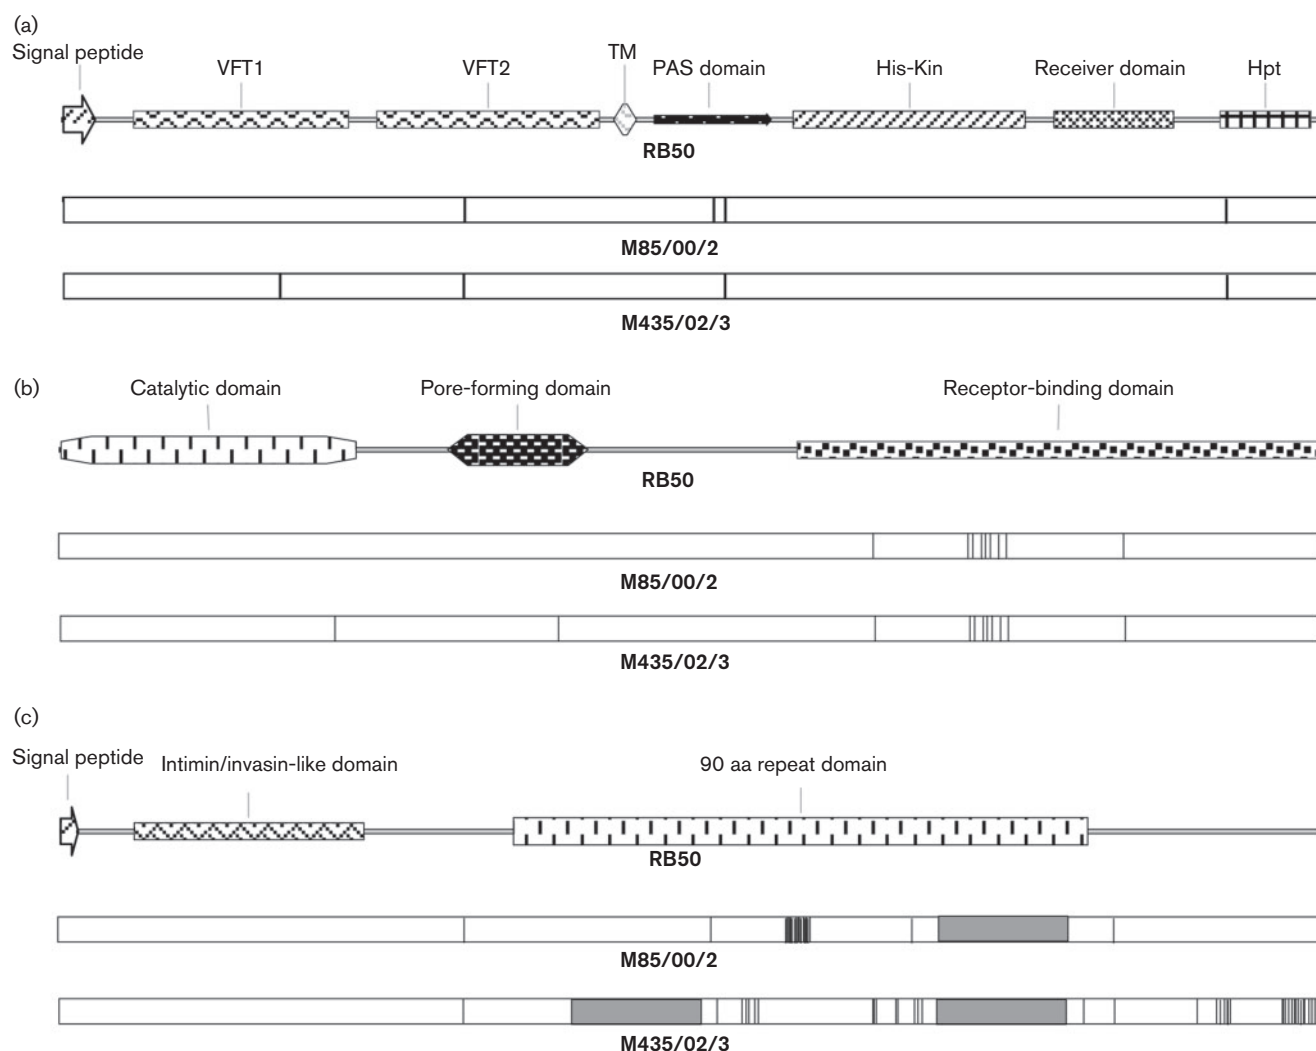 (a)
Signal peptide
VFT1
VFT2
TM
PAS domain
His-Kin
Receiver domain
Hpt
RB50
M85/00/2
M435/02/3
(b)
Catalytic domain
Pore-forming domain
Receptor-binding domain
RB50
M85/00/2
M435/02/3
(c)
Signal peptide
Intimin/invasin-like domain
90 aa repeat domain
RB50
M85/00/2
M435/02/3